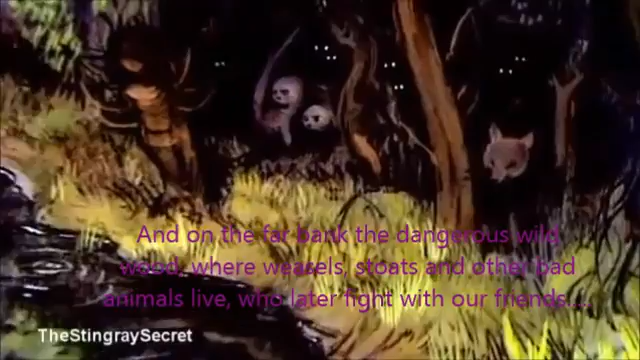 And on the far bank the dangerous wild
wood, where weasels, stoats and other bad
animals live, who later fight with our friends....
TheStingraySecret